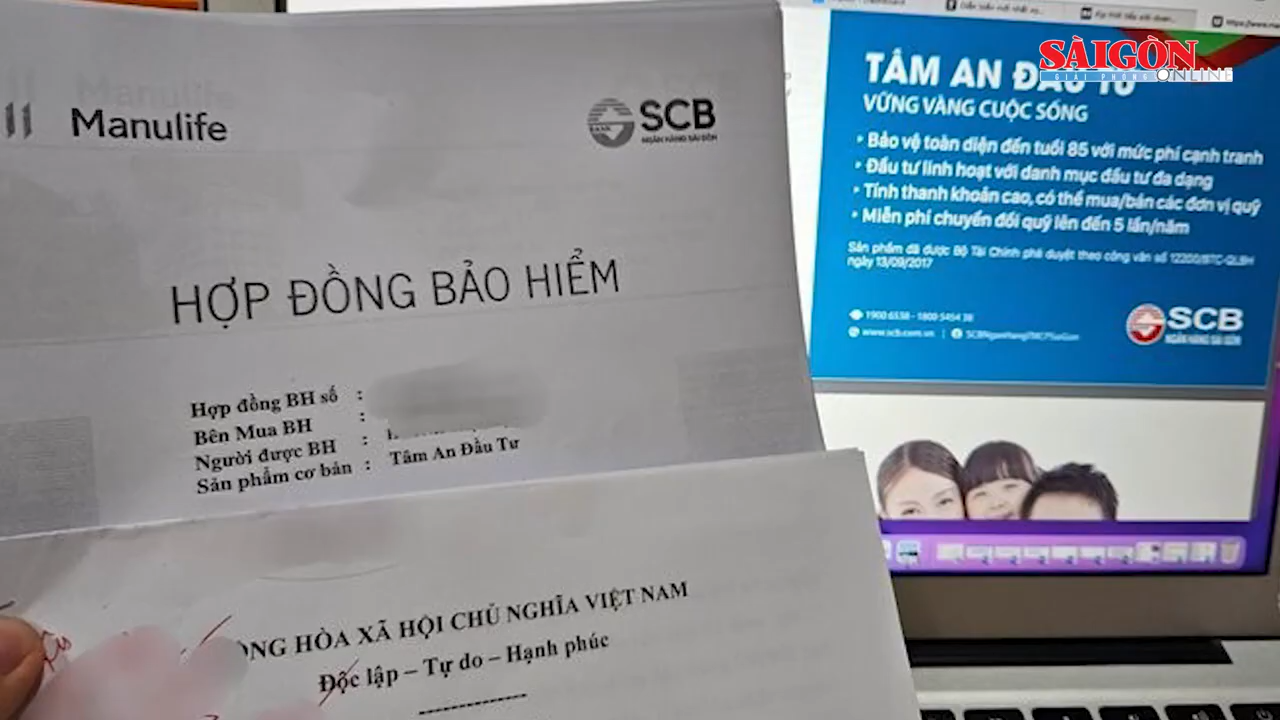 Manulife
SCB
NGÂN HÀNG SÀI GÒN
HỢP ĐỒNG BẢO HIỂM
Hợp đồng BH số :
Bên Mua BH :
Người được BH :
Sản phẩm cơ bản : Tâm An Đầu Tư
CỘNG HÒA XÃ HỘI CHỦ NGHĨA VIỆT NAM
Độc lập – Tự do – Hạnh phúc
SÀIGÒN
GIẢI PHÓNG ONLINE
TÂM AN ĐẦU TƯ
VỮNG VÀNG CUỘC SỐNG
• Bảo vệ toàn diện đến tuổi 85 với mức phí cạnh tranh
• Đầu tư linh hoạt với danh mục đầu tư đa dạng
• Tính thanh khoản cao, có thể mua/bán các đơn vị quỹ
• Miễn phí chuyển đổi quỹ lên đến 5 lần/năm
Sản phẩm đã được Bộ Tài Chính phê duyệt theo công văn số 12200/BTC-QLBH
ngày 13/09/2017
1900 6538 - 1800 5454 38
www.scb.com.vn
SCB
NGÂN HÀNG SÀI GÒN